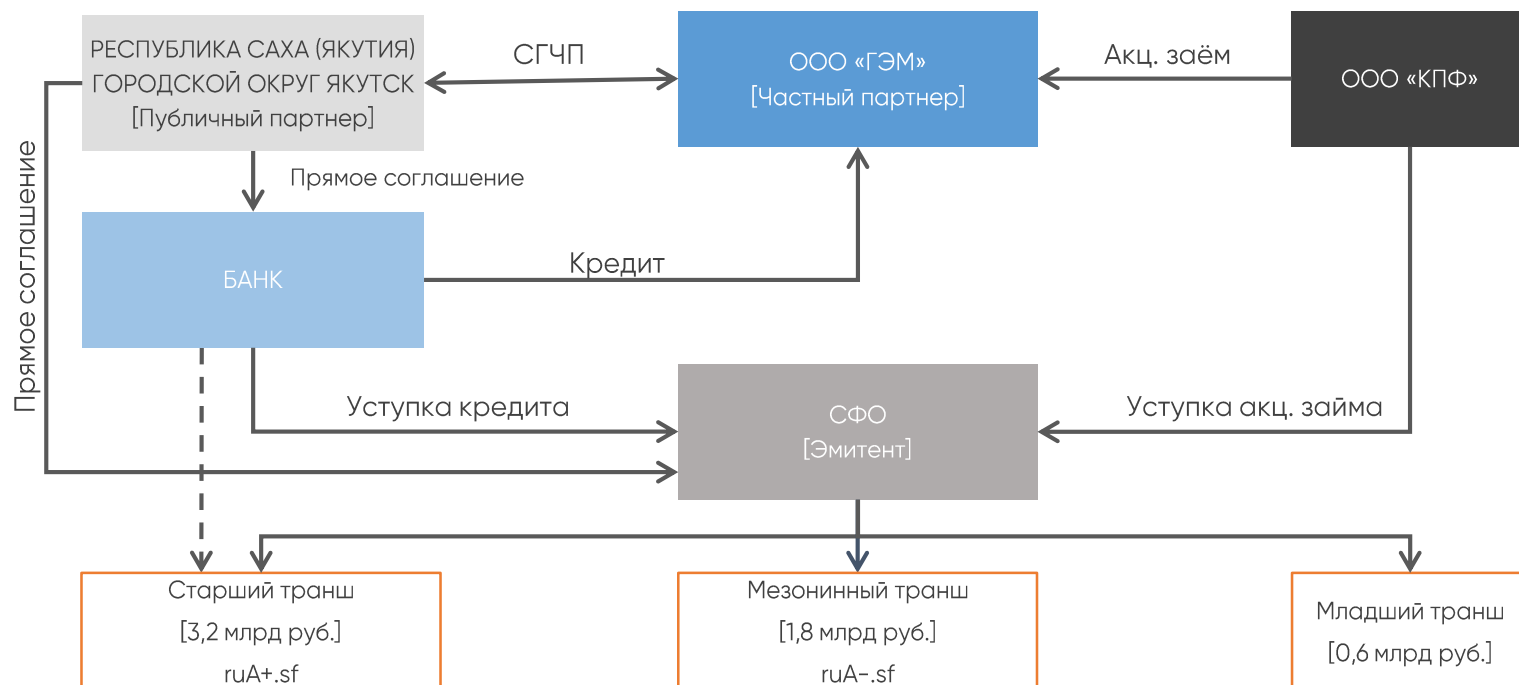 РЕСПУБЛИКА САХА (ЯКУТИЯ)
ГОРОДСКОЙ ОКРУГ ЯКУТСК
[Публичный партнер]
СГЧП
ООО «ГЭМ»
[Частный партнер]
Акц. заём
ООО «КПФ»
Прямое соглашение
Прямое соглашение
БАНК
Кредит
Уступка кредита
СФО
[Эмитент]
Уступка акц. займа
Старший транш
[3,2 млрд руб.]
ruA+.sf
Мезонинный транш
[1,8 млрд руб.]
ruA-.sf
Младший транш
[0,6 млрд руб.]